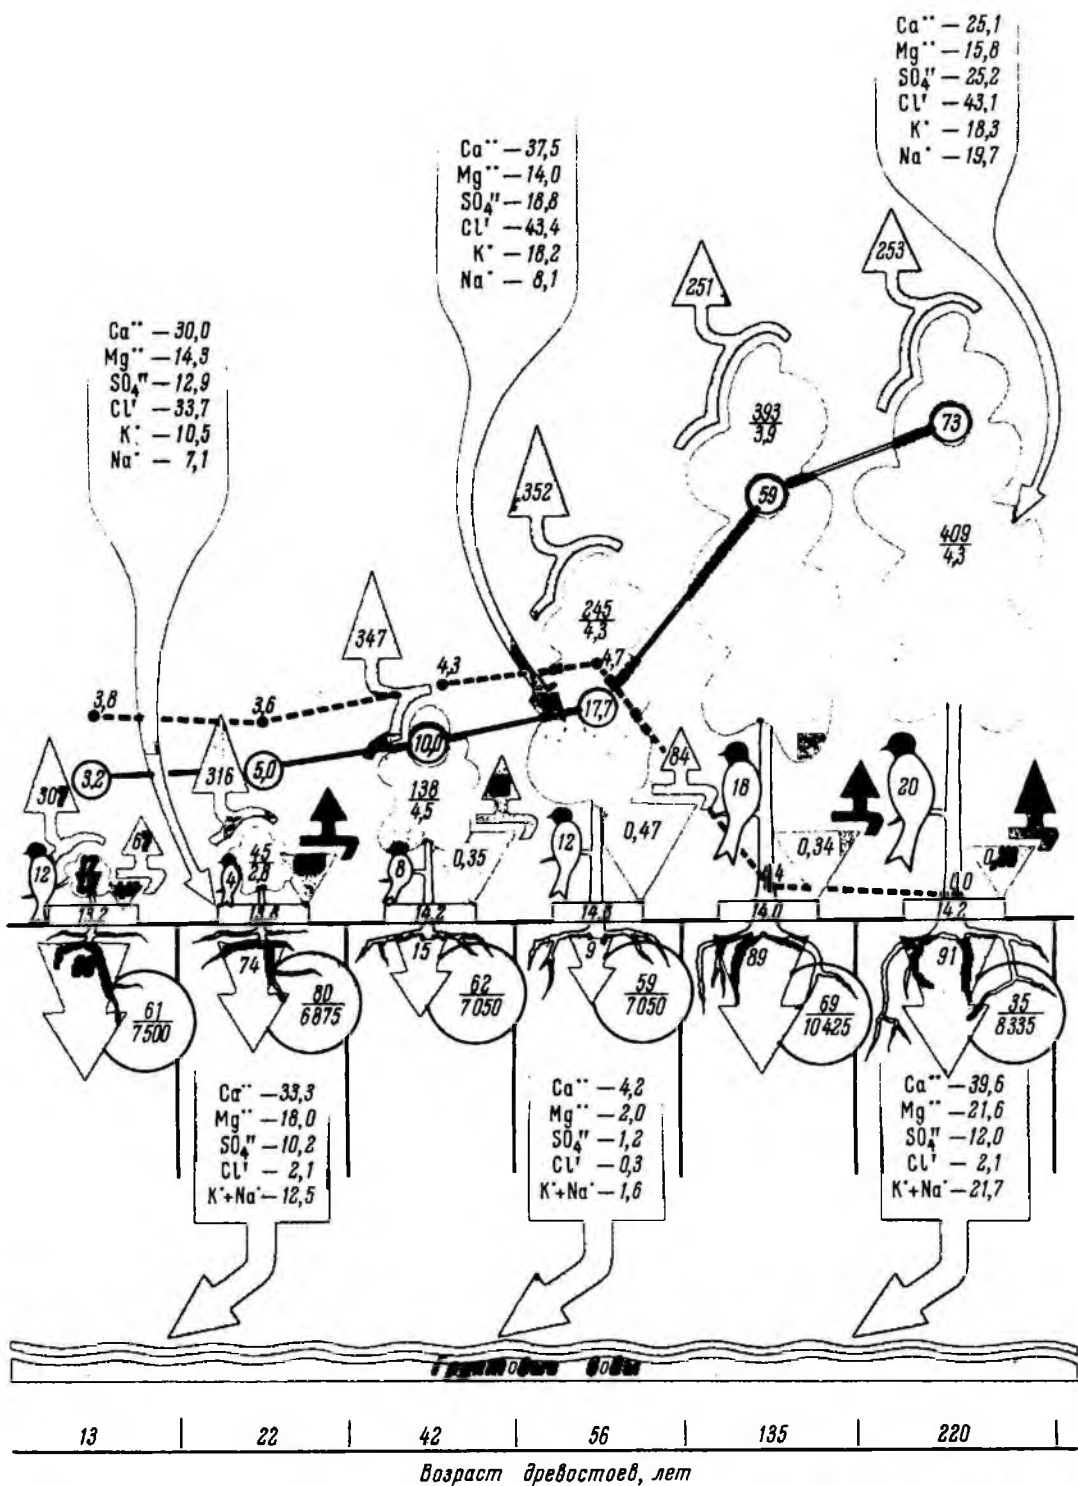 Ca¨ — 25,1
Mg¨ — 15,8
SO₄" — 25,2
Cl' — 43,1
K˙ — 18,3
Na˙ — 19,7
Ca¨ — 37,5
Mg¨ — 14,0
SO₄" — 18,8
Cl' — 43,4
K˙ — 18,2
Na˙ — 8,1
Ca¨ — 30,0
Mg¨ — 14,3
SO₄" — 12,9
Cl' — 33,7
K˙ — 10,5
Na˙ — 7,1
253
251
393
3,9
73
59
352
409
4,3
245
4,3
347
4,3
4,7
3,8
3,6
17,7
10,0
3,2
5,0
84
307
316
18
20
138
4,5
0,47
67
45
2,8
0,35
12
0,34
12
4
8
13,2
13,8
14,2
14,0
14,2
74
15
9
89
91
61
7500
80
6875
62
7050
59
7050
69
10425
35
8335
Ca¨ — 33,3
Mg¨ — 18,0
SO₄" — 10,2
Cl' — 2,1
K˙+Na˙ — 12,5
Ca¨ — 4,2
Mg¨ — 2,0
SO₄" — 1,2
Cl' — 0,3
K˙+Na˙ — 1,6
Ca¨ — 39,6
Mg¨ — 21,6
SO₄" — 12,0
Cl' — 2,1
K˙+Na˙ — 21,7
Грунтовые воды
13 22 42 56 135 220
Возраст древостоев, лет